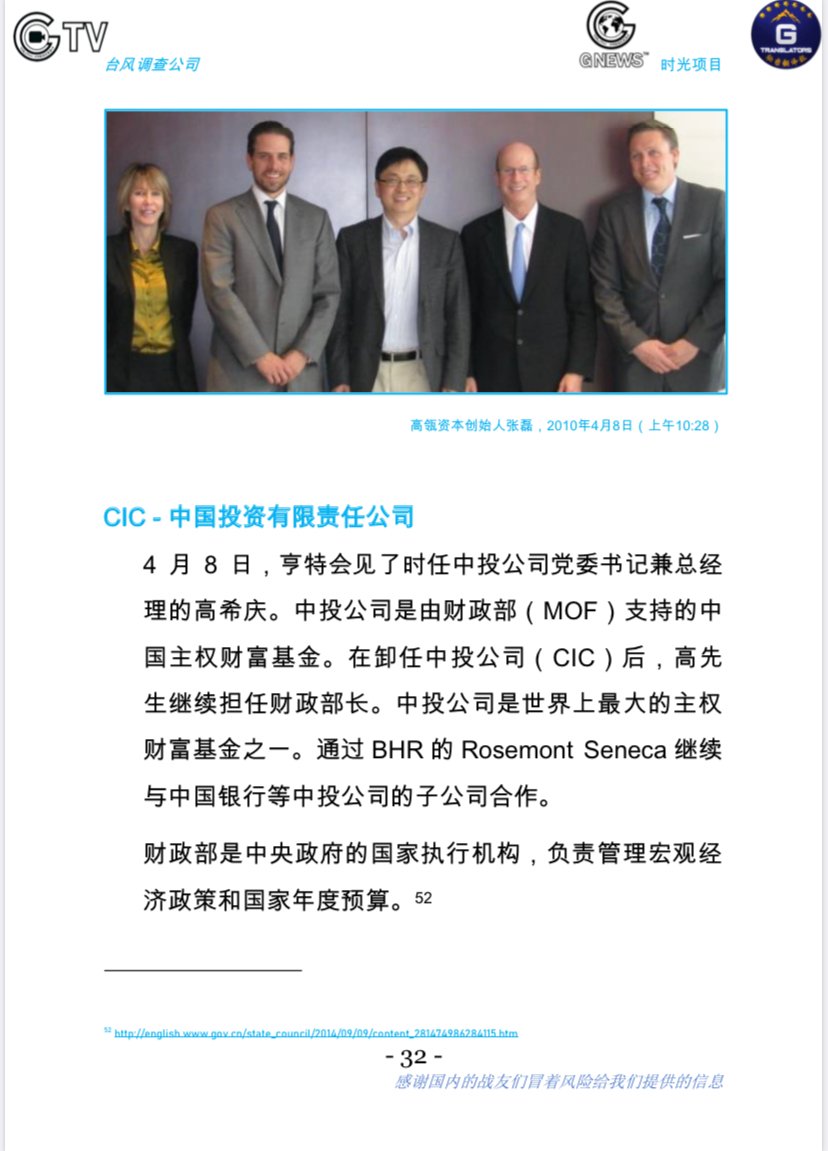 GTV
台风调查公司
GNEWS™
时光项目
G
TRANSLATORS
高瓴资本创始人张磊，2010年4月8日（上午10:28）
CIC - 中国投资有限责任公司
4 月 8 日，亨特会见了时任中投公司党委书记兼总经
理的高希庆。中投公司是由财政部（MOF）支持的中
国主权财富基金。在卸任中投公司（CIC）后，高先
生继续担任财政部长。中投公司是世界上最大的主权
财富基金之一。通过 BHR 的 Rosemont Seneca 继续
与中国银行等中投公司的子公司合作。
财政部是中央政府的国家执行机构，负责管理宏观经
济政策和国家年度预算。52
52 http://english.www.gov.cn/state_council/2014/09/09/content_281474986284115.htm
- 32 -
感谢国内的战友们冒着风险给我们提供的信息